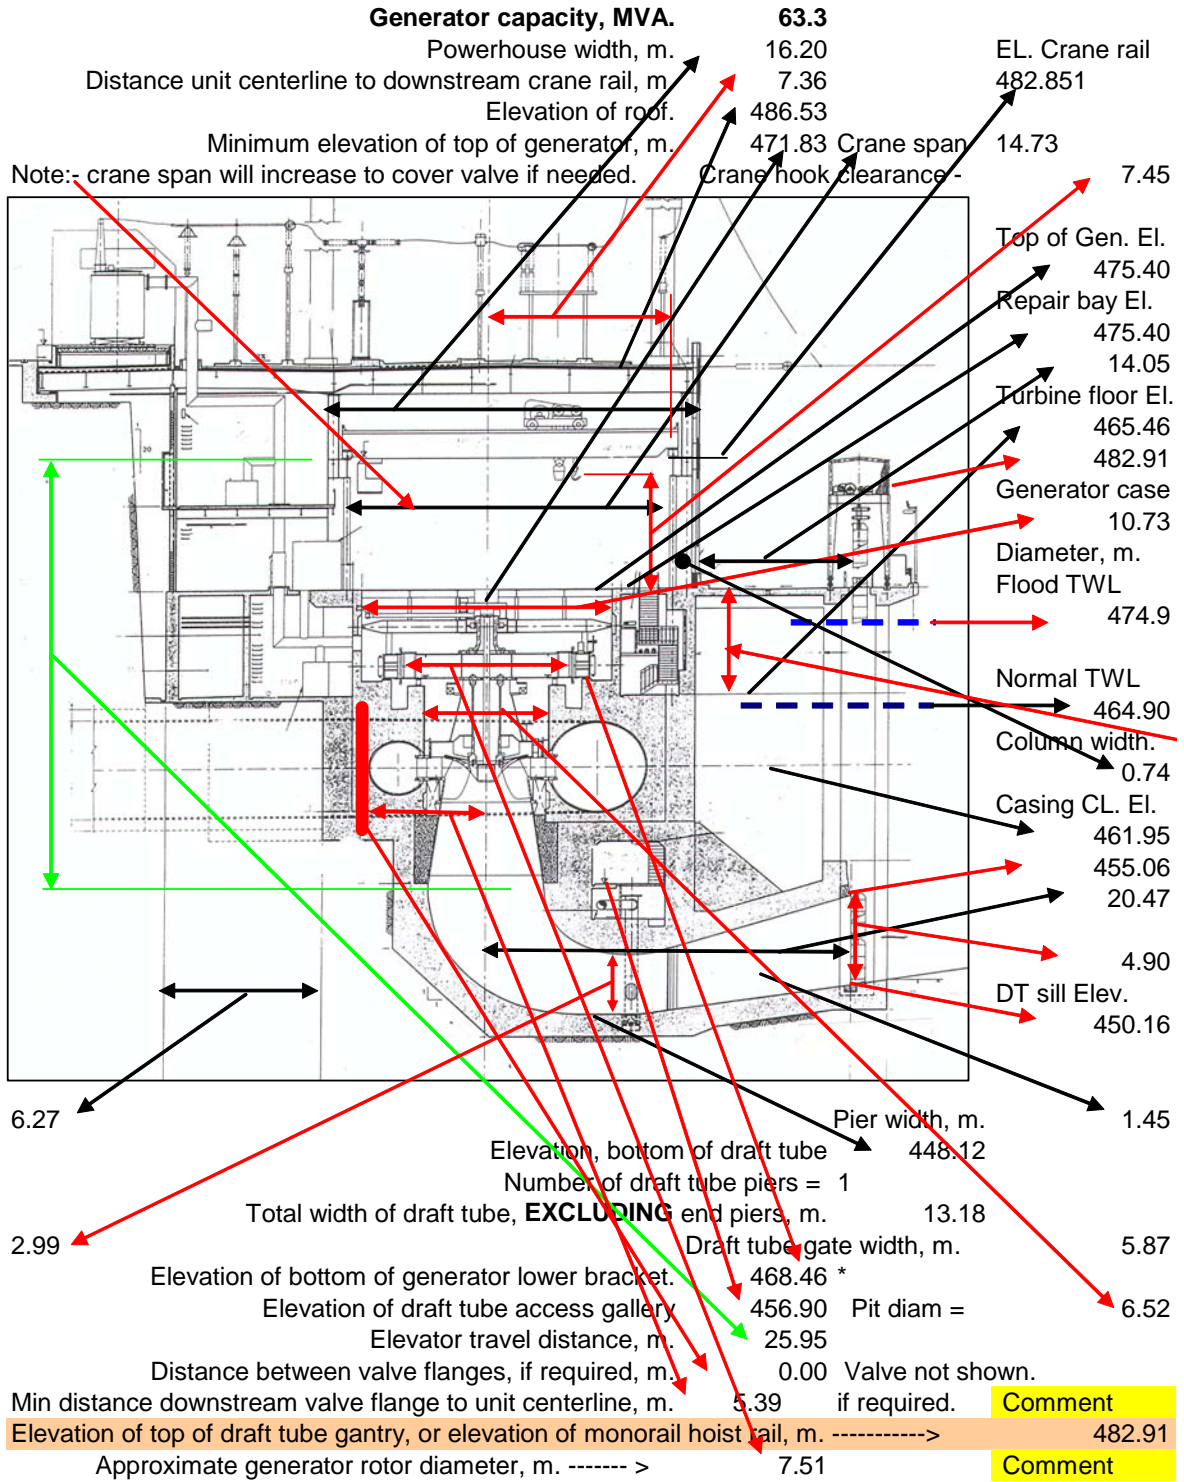 Generator capacity, MVA. 63.3
Powerhouse width, m. 16.20 EL. Crane rail
Distance unit centerline to downstream crane rail, m 7.36 482.851
Elevation of roof. 486.53
Minimum elevation of top of generator, m. 471.83 Crane span 14.73
Note:- crane span will increase to cover valve if needed. Crane hook clearance - 7.45
Top of Gen. El.
475.40
Repair bay El.
475.40
14.05
Turbine floor El.
465.46
482.91
Generator case
10.73
Diameter, m.
Flood TWL
474.9
Normal TWL
464.90
Column width.
0.74
Casing CL. El.
461.95
455.06
20.47
4.90
DT sill Elev.
450.16
6.27 Pier width, m. 1.45
Elevation, bottom of draft tube 448.12
Number of draft tube piers = 1
Total width of draft tube, EXCLUDING end piers, m. 13.18
2.99 Draft tube gate width, m. 5.87
Elevation of bottom of generator lower bracket. 468.46 *
Elevation of draft tube access gallery 456.90 Pit diam = 6.52
Elevator travel distance, m. 25.95
Distance between valve flanges, if required, m. 0.00 Valve not shown.
Min distance downstream valve flange to unit centerline, m. 5.39 if required. Comment
Elevation of top of draft tube gantry, or elevation of monorail hoist rail, m. -----------> 482.91
Approximate generator rotor diameter, m. ------- > 7.51 Comment